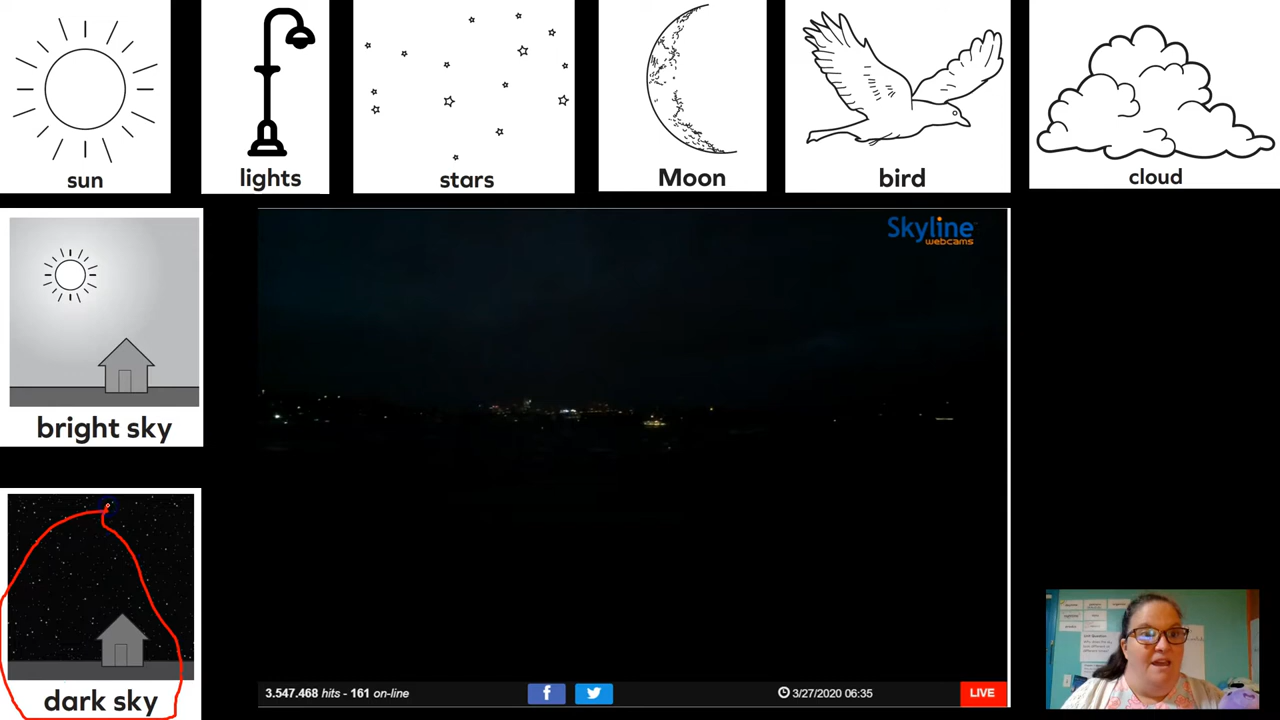 sun
lights
stars
Moon
bird
cloud
Skyline
webcams
bright sky
dark sky
3.547.468 hits - 161 on-line
f
3/27/2020 06:35
LIVE